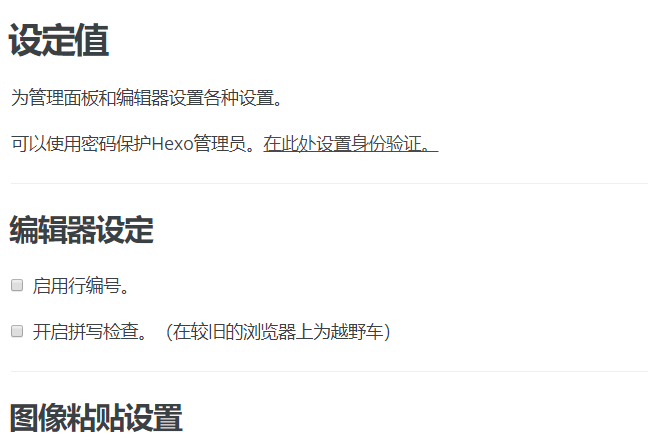 设定值
为管理面板和编辑器设置各种设置。
可以使用密码保护Hexo管理员。在此处设置身份验证。
编辑器设定
启用行编号。
开启拼写检查。（在较旧的浏览器上为越野车）
图像粘贴设置